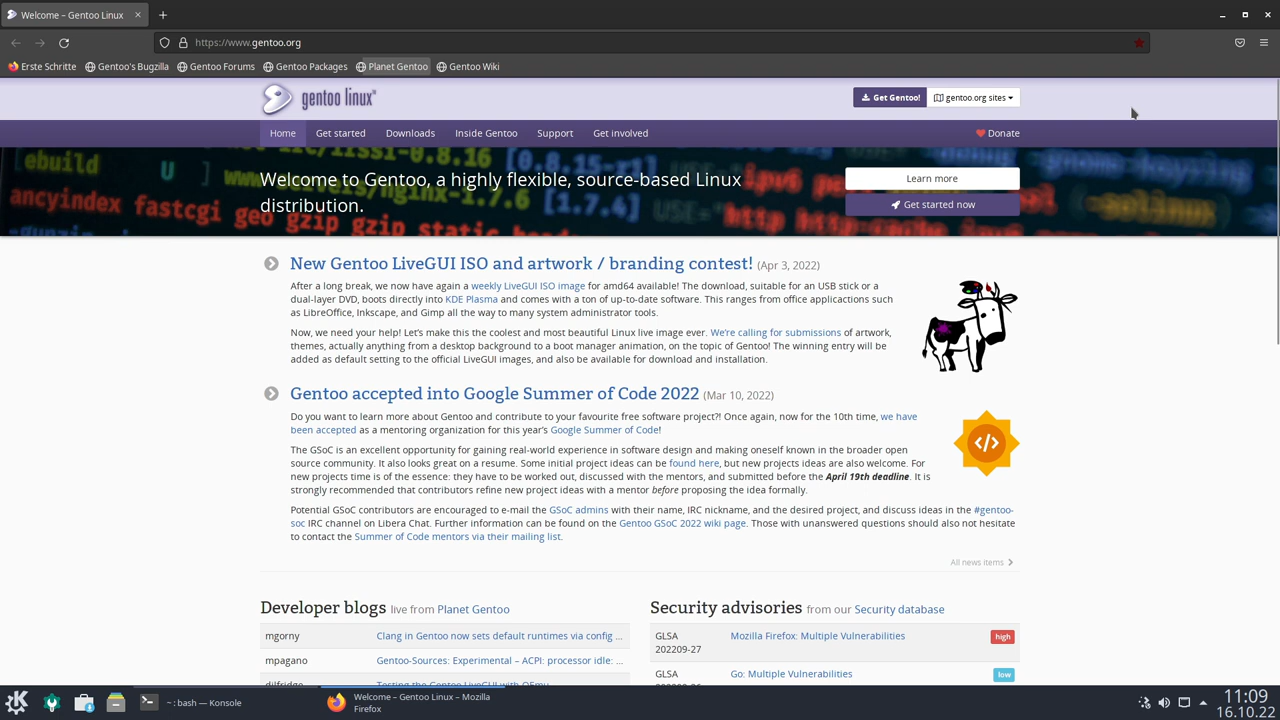 Welcome – Gentoo Linux
https://www.gentoo.org
Erste Schritte
Gentoo's Bugzilla
Gentoo Forums
Gentoo Packages
Planet Gentoo
Gentoo Wiki
gentoo linux™
Get Gentoo!
gentoo.org sites
Home
Get started
Downloads
Inside Gentoo
Support
Get involved
Donate
Welcome to Gentoo, a highly flexible, source-based Linux
distribution.
Learn more
Get started now
New Gentoo LiveGUI ISO and artwork / branding contest! (Apr 3, 2022)
After a long break, we now have again a weekly LiveGUI ISO image for amd64 available! The download, suitable for an USB stick or a
dual-layer DVD, boots directly into KDE Plasma and comes with a ton of up-to-date software. This ranges from office applicactions such
as LibreOffice, Inkscape, and Gimp all the way to many system administrator tools.
Now, we need your help! Let's make this the coolest and most beautiful Linux live image ever. We're calling for submissions of artwork,
themes, actually anything from a desktop background to a boot manager animation, on the topic of Gentoo! The winning entry will be
added as default setting to the official LiveGUI images, and also be available for download and installation.
Gentoo accepted into Google Summer of Code 2022 (Mar 10, 2022)
Do you want to learn more about Gentoo and contribute to your favourite free software project?! Once again, now for the 10th time, we have
been accepted as a mentoring organization for this year's Google Summer of Code!
The GSoC is an excellent opportunity for gaining real-world experience in software design and making oneself known in the broader open
source community. It also looks great on a resume. Some initial project ideas can be found here, but new projects ideas are also welcome. For
new projects time is of the essence: they have to be worked out, discussed with the mentors, and submitted before the April 19th deadline. It is
strongly recommended that contributors refine new project ideas with a mentor before proposing the idea formally.
Potential GSoC contributors are encouraged to e-mail the GSoC admins with their name, IRC nickname, and the desired project, and discuss ideas in the #gentoo-
soc IRC channel on Libera Chat. Further information can be found on the Gentoo GSoC 2022 wiki page. Those with unanswered questions should also not hesitate
to contact the Summer of Code mentors via their mailing list.
All news items
Developer blogs live from Planet Gentoo
mgorny Clang in Gentoo now sets default runtimes via config ...
mpagano Gentoo-Sources: Experimental – ACPI: processor idle: ...
Security advisories from our Security database
GLSA
202209-27
Mozilla Firefox: Multiple Vulnerabilities
high
GLSA
Go: Multiple Vulnerabilities
low
~ : bash — Konsole
Welcome – Gentoo Linux – Mozilla
Firefox
11:09
16.10.22